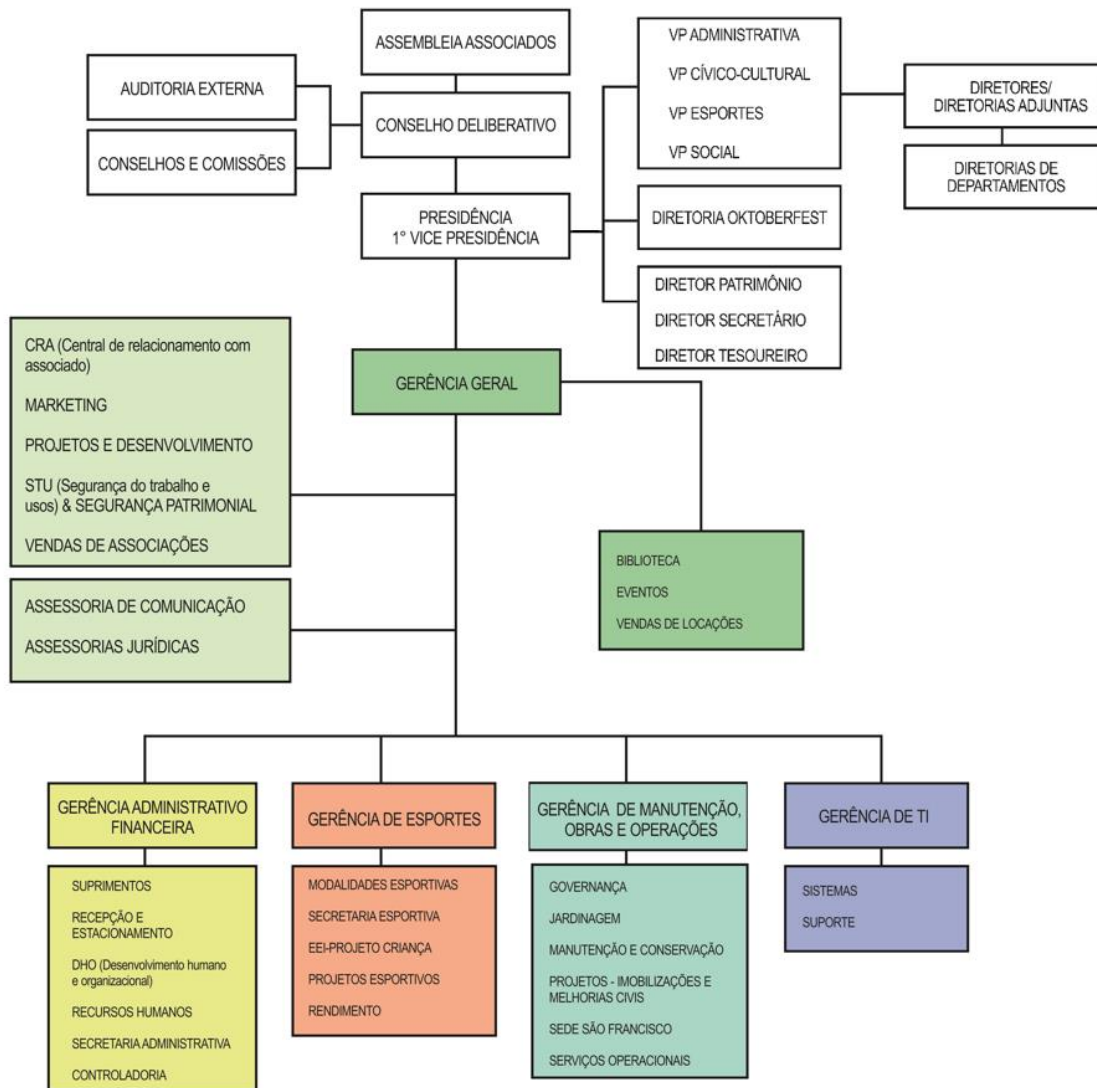 ASSEMBLEIA ASSOCIADOS
AUDITORIA EXTERNA
CONSELHO DELIBERATIVO
CONSELHOS E COMISSÕES
PRESIDÊNCIA
1° VICE PRESIDÊNCIA
VP ADMINISTRATIVA
VP CÍVICO-CULTURAL
VP ESPORTES
VP SOCIAL
DIRETORES/
DIRETORIAS ADJUNTAS
DIRETORIAS DE
DEPARTAMENTOS
DIRETORIA OKTOBERFEST
DIRETOR PATRIMÔNIO
DIRETOR SECRETÁRIO
DIRETOR TESOUREIRO
GERÊNCIA GERAL
CRA (Central de relacionamento com
associado)
MARKETING
PROJETOS E DESENVOLVIMENTO
STU (Segurança do trabalho e
usos) & SEGURANÇA PATRIMONIAL
VENDAS DE ASSOCIAÇÕES
ASSESSORIA DE COMUNICAÇÃO
ASSESSORIAS JURÍDICAS
BIBLIOTECA
EVENTOS
VENDAS DE LOCAÇÕES
GERÊNCIA ADMINISTRATIVO
FINANCEIRA
SUPRIMENTOS
RECEPÇÃO E
ESTACIONAMENTO
DHO (Desenvolvimento humano
e organizacional)
RECURSOS HUMANOS
SECRETARIA ADMINISTRATIVA
CONTROLADORIA
GERÊNCIA DE ESPORTES
MODALIDADES ESPORTIVAS
SECRETARIA ESPORTIVA
EEI-PROJETO CRIANÇA
PROJETOS ESPORTIVOS
RENDIMENTO
GERÊNCIA DE MANUTENÇÃO,
OBRAS E OPERAÇÕES
GOVERNANÇA
JARDINAGEM
MANUTENÇÃO E CONSERVAÇÃO
PROJETOS - IMOBILIZAÇÕES E
MELHORIAS CIVIS
SEDE SÃO FRANCISCO
SERVIÇOS OPERACIONAIS
GERÊNCIA DE TI
SISTEMAS
SUPORTE